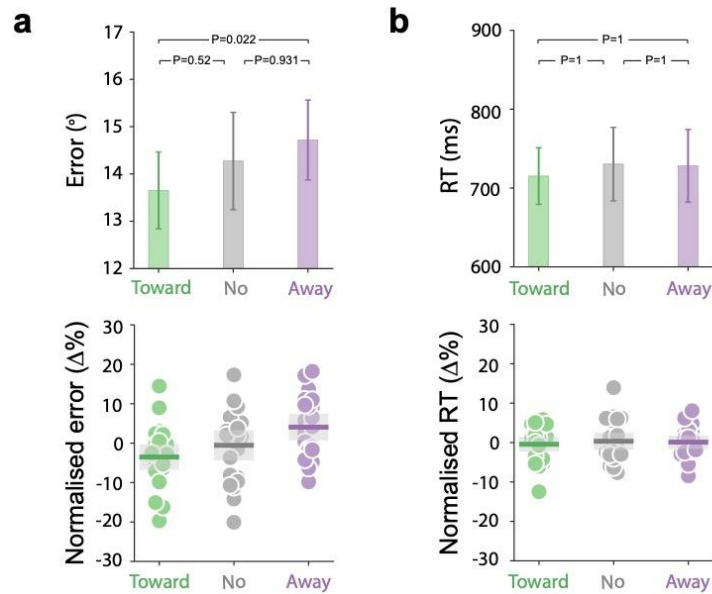 a
17
16
15
14
13
12
Error (°)
P=0.022
P=0.52
P=0.931
Toward No Away
30
20
10
0
-10
-20
-30
Normalised error (Δ%)
Toward No Away
b
900
800
700
600
RT (ms)
P=1
P=1
P=1
Toward No Away
30
20
10
0
-10
-20
-30
Normalised RT (Δ%)
Toward No Away